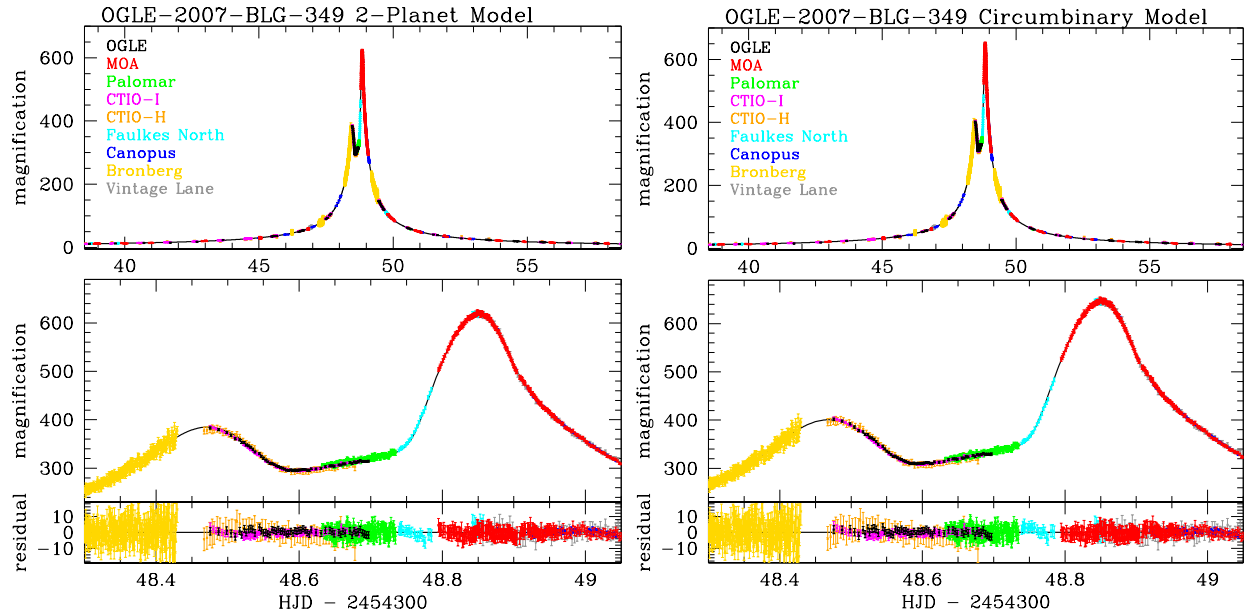 OGLE-2007-BLG-349 2-Planet Model
magnification
600
400
200
0
OGLE
MOA
Palomar
CTIO-I
CTIO-H
Faulkes North
Canopus
Bronberg
Vintage Lane
40
45
50
55
magnification
600
500
400
300
residual
10
0
-10
48.4
48.6
48.8
49
HJD - 2454300
OGLE-2007-BLG-349 Circumbinary Model
magnification
600
400
200
0
OGLE
MOA
Palomar
CTIO-I
CTIO-H
Faulkes North
Canopus
Bronberg
Vintage Lane
40
45
50
55
magnification
600
500
400
300
residual
10
0
-10
48.4
48.6
48.8
49
HJD - 2454300